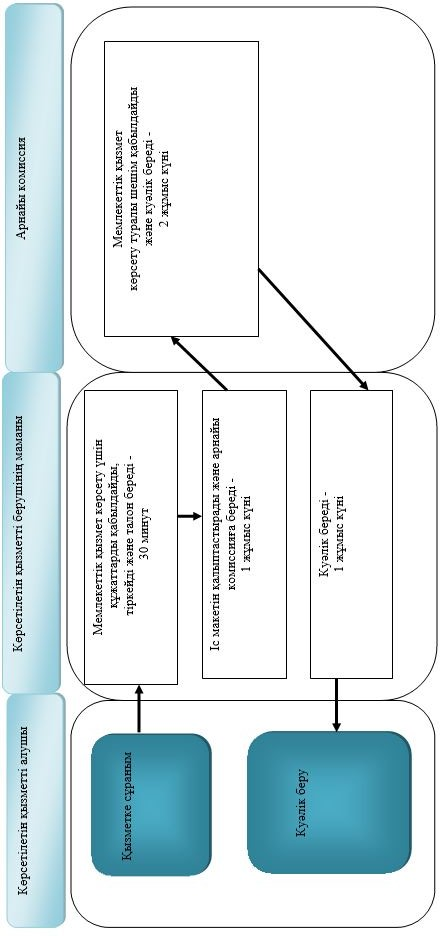 Көрсетілетін қызметті алушы
Көрсетілетін қызметті берушінің маманы
Арнайы комиссия
Қызметке сұраным
Мемлекеттік қызмет көрсету үшін
құжаттарды қабылдайды,
тіркейді және талон береді -
30 минут
Іс макетін қалыптастырады және арнайы
комиссияға береді -
1 жұмыс күні
Мемлекеттік қызмет
көрсету туралы шешім қабылдайды
және куәлік береді -
2 жұмыс күні
Куәлік береді -
1 жұмыс күні
Куәлік беру